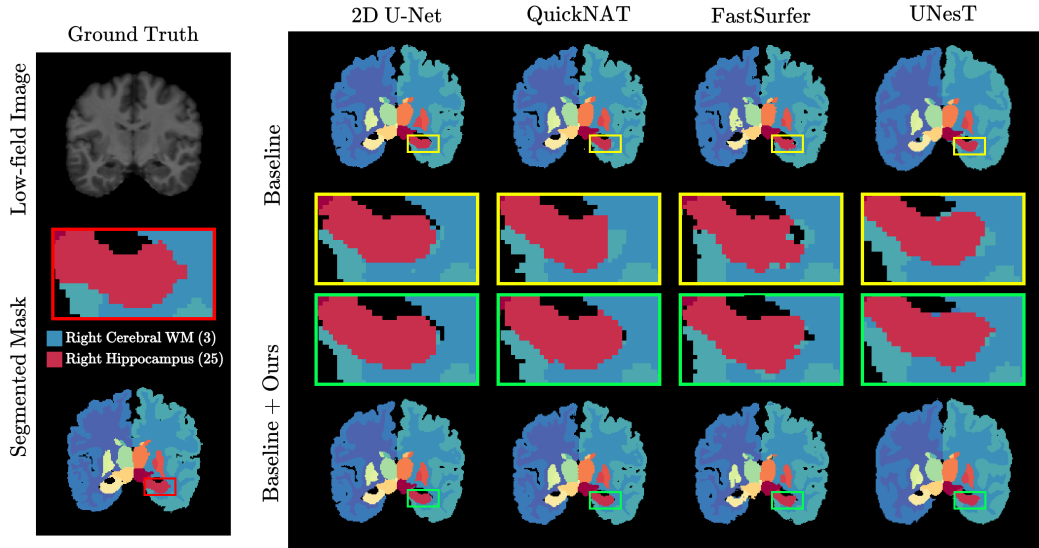 Ground Truth
2D U-Net
QuickNAT
FastSurfer
UNesT
Low-field Image
Baseline
Segmented Mask
Right Cerebral WM (3)
Right Hippocampus (25)
Baseline + Ours